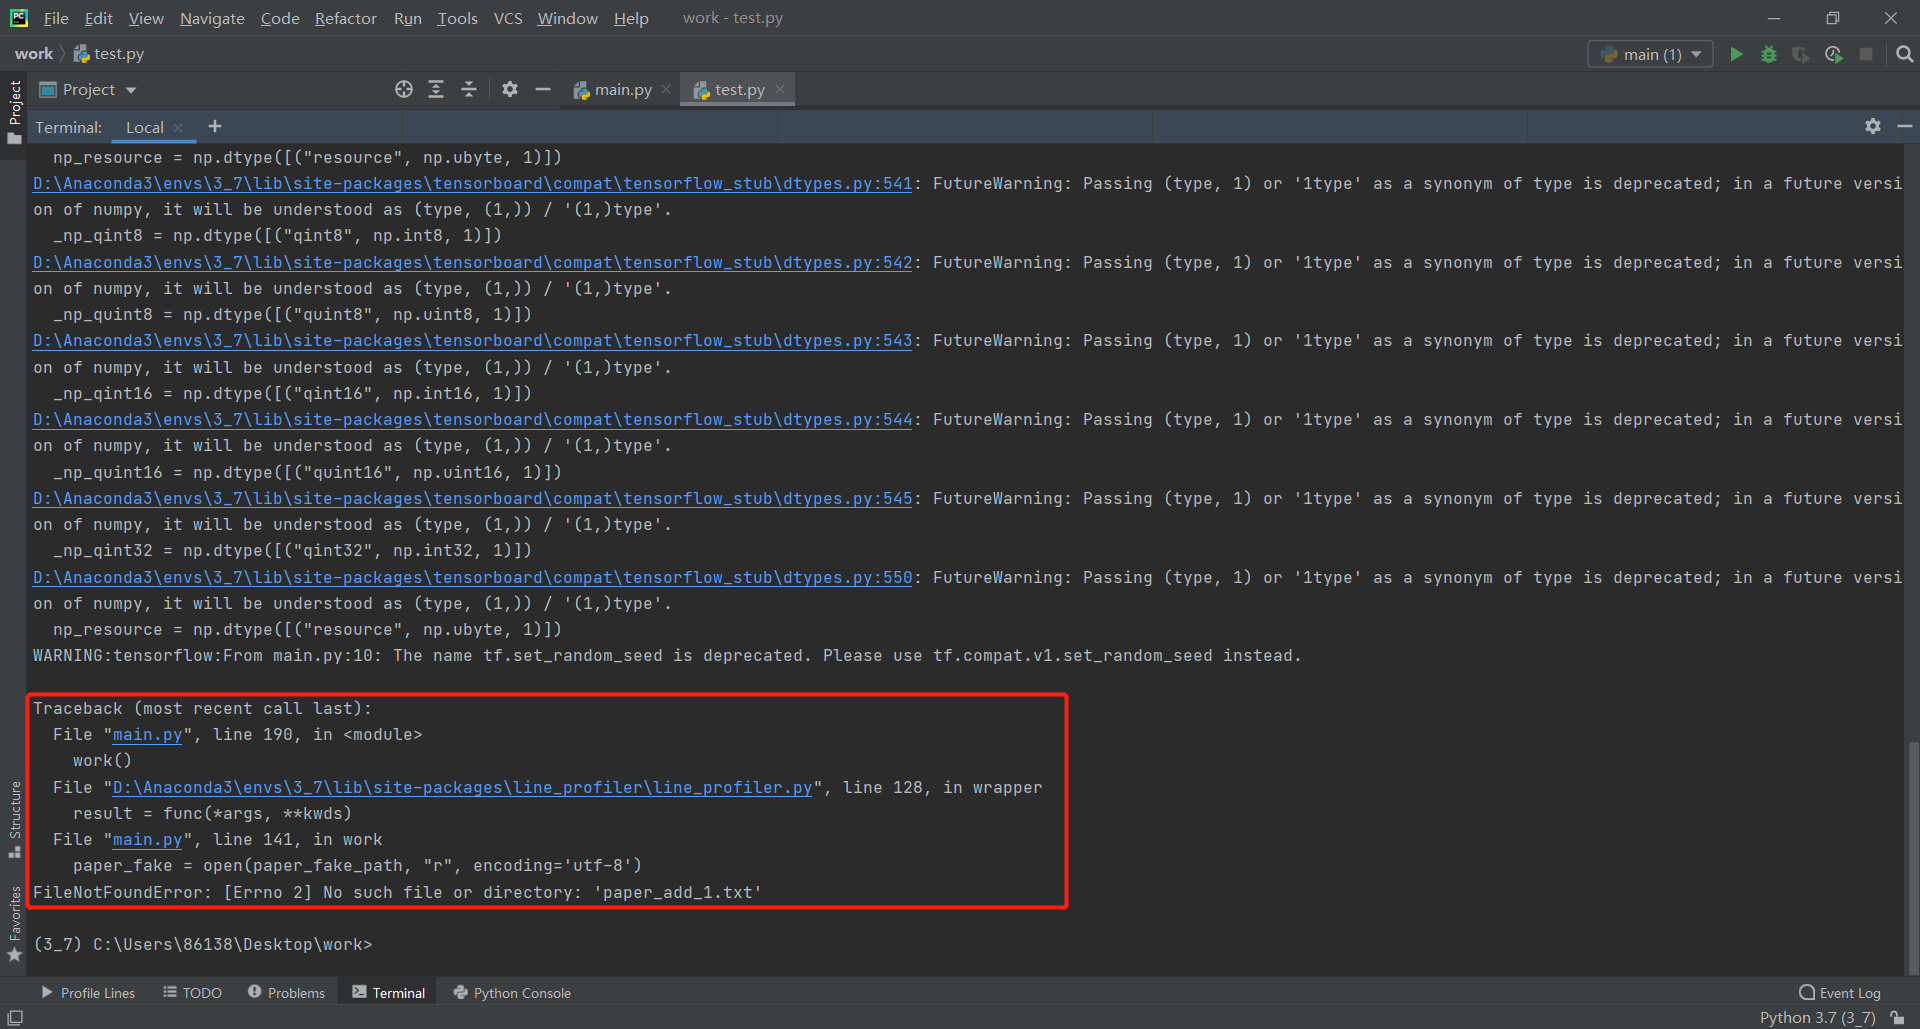 File Edit View Navigate Code Refactor Run Tools VCS Window Help work - test.py
work test.py main (1)
Project Project main.py test.py
Terminal: Local +
np_resource = np.dtype([("resource", np.ubyte, 1)])
D:\Anaconda3\envs\3_7\lib\site-packages\tensorboard\compat\tensorflow_stub\dtypes.py:541: FutureWarning: Passing (type, 1) or '1type' as a synonym of type is deprecated; in a future versi
on of numpy, it will be understood as (type, (1,)) / '(1,)type'.
_np_qint8 = np.dtype([("qint8", np.int8, 1)])
D:\Anaconda3\envs\3_7\lib\site-packages\tensorboard\compat\tensorflow_stub\dtypes.py:542: FutureWarning: Passing (type, 1) or '1type' as a synonym of type is deprecated; in a future versi
on of numpy, it will be understood as (type, (1,)) / '(1,)type'.
_np_quint8 = np.dtype([("quint8", np.uint8, 1)])
D:\Anaconda3\envs\3_7\lib\site-packages\tensorboard\compat\tensorflow_stub\dtypes.py:543: FutureWarning: Passing (type, 1) or '1type' as a synonym of type is deprecated; in a future versi
on of numpy, it will be understood as (type, (1,)) / '(1,)type'.
_np_qint16 = np.dtype([("qint16", np.int16, 1)])
D:\Anaconda3\envs\3_7\lib\site-packages\tensorboard\compat\tensorflow_stub\dtypes.py:544: FutureWarning: Passing (type, 1) or '1type' as a synonym of type is deprecated; in a future versi
on of numpy, it will be understood as (type, (1,)) / '(1,)type'.
_np_quint16 = np.dtype([("quint16", np.uint16, 1)])
D:\Anaconda3\envs\3_7\lib\site-packages\tensorboard\compat\tensorflow_stub\dtypes.py:545: FutureWarning: Passing (type, 1) or '1type' as a synonym of type is deprecated; in a future versi
on of numpy, it will be understood as (type, (1,)) / '(1,)type'.
_np_qint32 = np.dtype([("qint32", np.int32, 1)])
D:\Anaconda3\envs\3_7\lib\site-packages\tensorboard\compat\tensorflow_stub\dtypes.py:550: FutureWarning: Passing (type, 1) or '1type' as a synonym of type is deprecated; in a future versi
on of numpy, it will be understood as (type, (1,)) / '(1,)type'.
np_resource = np.dtype([("resource", np.ubyte, 1)])
WARNING:tensorflow:From main.py:10: The name tf.set_random_seed is deprecated. Please use tf.compat.v1.set_random_seed instead.
Traceback (most recent call last):
File "main.py", line 190, in <module>
work()
File "D:\Anaconda3\envs\3_7\lib\site-packages\line_profiler\line_profiler.py", line 128, in wrapper
result = func(*args, **kwds)
File "main.py", line 141, in work
paper_fake = open(paper_fake_path, "r", encoding='utf-8')
FileNotFoundError: [Errno 2] No such file or directory: 'paper_add_1.txt'
(3_7) C:\Users\86138\Desktop\work>
Structure
Favorites
Profile Lines TODO Problems Terminal Python Console Event Log
Python 3.7 (3_7)